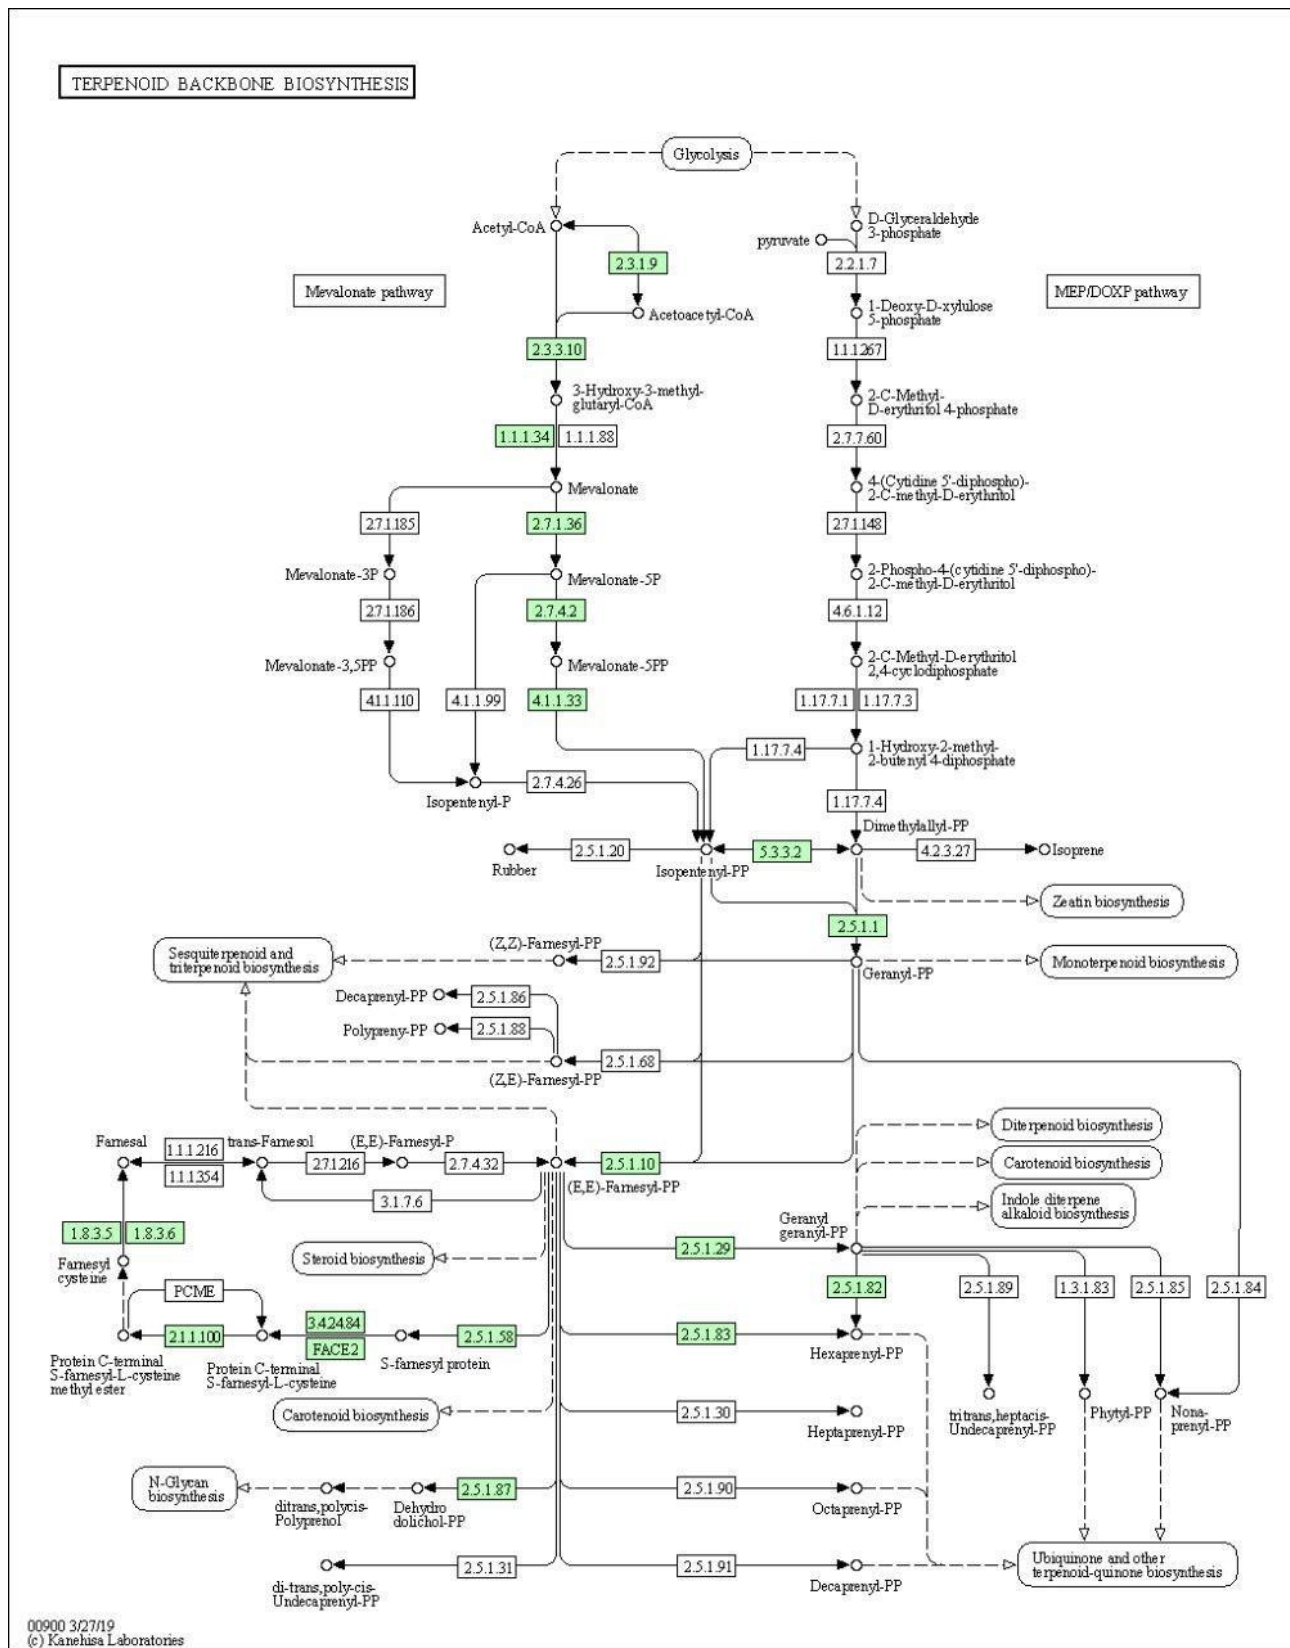 TERPENOID BACKBONE BIOSYNTHESIS
Glycolysis
Acetyl-CoA
D-Glyceraldehyde
3-phosphate
pyruvate
2.3.1.9
2.2.1.7
Mevalonate pathway
MEP/DOXP pathway
Acetoacetyl-CoA
1-Deoxy-D-xylulose
5-phosphate
2.3.3.10
1.1.1.267
3-Hydroxy-3-methyl-
glutaryl-CoA
2-C-Methyl-
D-erythritol 4-phosphate
1.1.1.34
1.1.1.88
2.7.7.60
Mevalonate
4-(Cytidine 5'-diphospho)-
2-C-methyl-D-erythritol
2.7.1.185
2.7.1.36
2.7.1.148
Mevalonate-3P
Mevalonate-5P
2-Phospho-4-(cytidine 5'-diphospho)-
2-C-methyl-D-erythritol
2.7.1.186
2.7.4.2
4.6.1.12
Mevalonate-3,5PP
Mevalonate-5PP
2-C-Methyl-D-erythritol
2,4-cyclodiphosphate
4.1.1.110
4.1.1.99
4.1.1.33
1.17.7.1
1.17.7.3
1.17.7.4
1-Hydroxy-2-methyl-
2-butenyl 4-diphosphate
Isopentenyl-P
2.7.4.26
1.17.7.4
Dimethylallyl-PP
Rubber
2.5.1.20
Isopentenyl-PP
5.3.3.2
4.2.3.27
Isoprene
Zeatin biosynthesis
2.5.1.1
Sesquiterpenoid and
triterpenoid biosynthesis
(Z,Z)-Farnesyl-PP
2.5.1.92
Geranyl-PP
Monoterpenoid biosynthesis
Decaprenyl-PP
2.5.1.86
Polypreny-PP
2.5.1.88
(Z,E)-Farnesyl-PP
2.5.1.68
Diterpenoid biosynthesis
Farnesal
1.1.1.216
1.1.1.354
trans-Farnesol
2.7.1.216
(E,E)-Farnesyl-P
2.7.4.32
2.5.1.10
(E,E)-Farnesyl-PP
Carotenoid biosynthesis
3.1.7.6
Indole diterpene
alkaloid biosynthesis
1.8.3.5
1.8.3.6
Geranyl
geranyl-PP
Steroid biosynthesis
2.5.1.29
Farnesyl
cysteine
PCME
2.5.1.82
2.5.1.89
1.3.1.83
2.5.1.85
2.5.1.84
2.1.1.100
3.4.24.84
FACE2
2.5.1.58
2.5.1.83
Hexaprenyl-PP
Protein C-terminal
S-farnesyl-L-cysteine
methyl ester
Protein C-terminal
S-farnesyl-L-cysteine
S-farnesyl protein
Carotenoid biosynthesis
2.5.1.30
Heptaprenyl-PP
tritrans,heptacis-
Undecaprenyl-PP
Phytyl-PP
Nona-
prenyl-PP
N-Glycan
biosynthesis
ditrans,polycis-
Polyprenol
Dehydro
dolichol-PP
2.5.1.87
2.5.1.90
Octaprenyl-PP
di-trans,poly-cis-
Undecaprenyl-PP
2.5.1.31
2.5.1.91
Decaprenyl-PP
Ubiquinone and other
terpenoid-quinone biosynthesis
00900 3/27/19
(c) Kanehisa Laboratories